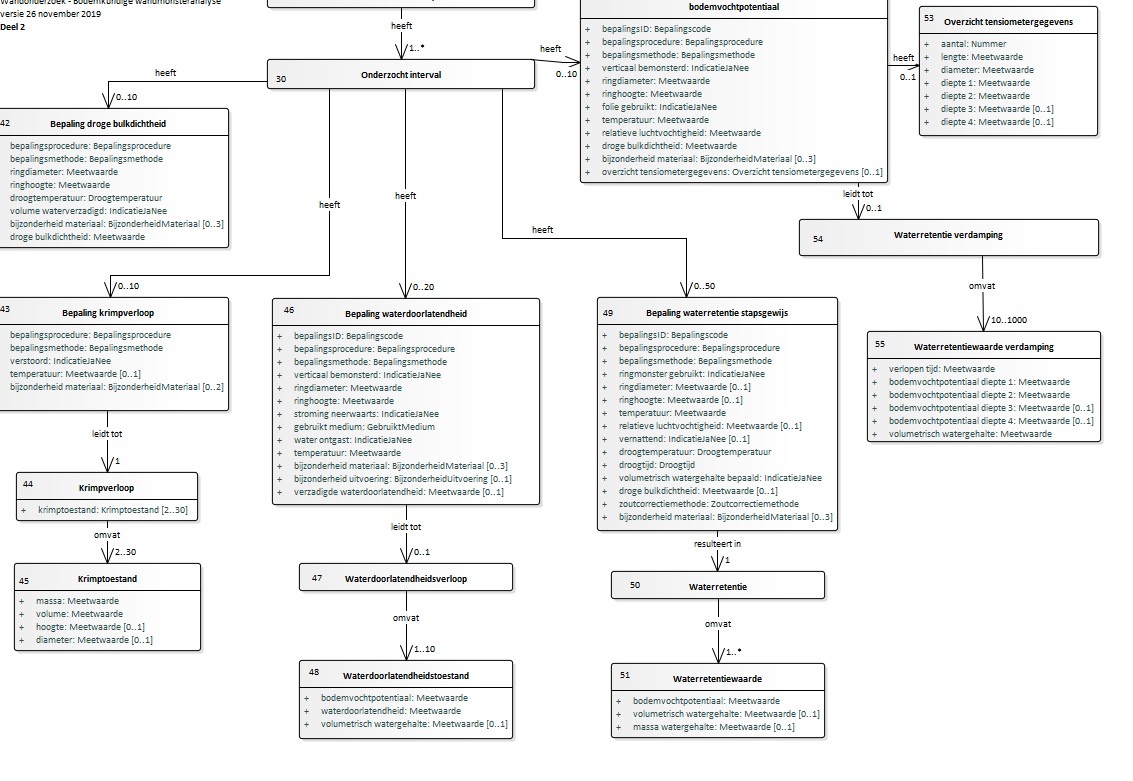 Wandonderzoek - Bodemkundige wandmonsteranalyse
versie 26 november 2019
Deel 2
heeft
1..*
30
Onderzocht interval
heeft
0..10
bodemvochtpotentiaal
+ bepalingsID: Bepalingscode
+ bepalingsprocedure: Bepalingsprocedure
+ bepalingsmethode: Bepalingsmethode
+ verticaal bemonsterd: IndicatieJaNee
+ ringdiameter: Meetwaarde
+ ringhoogte: Meetwaarde
+ folie gebruikt: IndicatieJaNee
+ temperatuur: Meetwaarde
+ relatieve luchtvochtigheid: Meetwaarde
+ droge bulkdichtheid: Meetwaarde
+ bijzonderheid materiaal: BijzonderheidMateriaal [0..3]
+ overzicht tensiometergegevens: Overzicht tensiometergegevens [0..1]
heeft
0..1
53
Overzicht tensiometergegevens
+ aantal: Nummer
+ lengte: Meetwaarde
+ diameter: Meetwaarde
+ diepte 1: Meetwaarde
+ diepte 2: Meetwaarde
+ diepte 3: Meetwaarde [0..1]
+ diepte 4: Meetwaarde [0..1]
heeft
0..10
42
Bepaling droge bulkdichtheid
bepalingsprocedure: Bepalingsprocedure
bepalingsmethode: Bepalingsmethode
ringdiameter: Meetwaarde
ringhoogte: Meetwaarde
droogtemperatuur: Droogtemperatuur
volume waterverzadigd: IndicatieJaNee
bijzonderheid materiaal: BijzonderheidMateriaal [0..3]
droge bulkdichtheid: Meetwaarde
leidt tot
0..1
54
Waterretentie verdamping
omvat
10..1000
55
Waterretentiewaarde verdamping
+ verlopen tijd: Meetwaarde
+ bodemvochtpotentiaal diepte 1: Meetwaarde
+ bodemvochtpotentiaal diepte 2: Meetwaarde
+ bodemvochtpotentiaal diepte 3: Meetwaarde [0..1]
+ bodemvochtpotentiaal diepte 4: Meetwaarde [0..1]
+ volumetrisch watergehalte: Meetwaarde
heeft
0..10
43
Bepaling krimpverloop
bepalingsprocedure: Bepalingsprocedure
bepalingsmethode: Bepalingsmethode
verstoord: IndicatieJaNee
temperatuur: Meetwaarde [0..1]
bijzonderheid materiaal: BijzonderheidMateriaal [0..2]
leidt tot
1
44
Krimpverloop
+ krimptoestand: Krimptoestand [2..30]
omvat
2..30
45
Krimptoestand
+ massa: Meetwaarde
+ volume: Meetwaarde
+ hoogte: Meetwaarde [0..1]
+ diameter: Meetwaarde [0..1]
heeft
0..20
46
Bepaling waterdoorlatendheid
+ bepalingsID: Bepalingscode
+ bepalingsprocedure: Bepalingsprocedure
+ bepalingsmethode: Bepalingsmethode
+ verticaal bemonsterd: IndicatieJaNee
+ ringdiameter: Meetwaarde
+ ringhoogte: Meetwaarde
+ stroming neerwaarts: IndicatieJaNee
+ gebruikt medium: GebruiktMedium
+ water ontgast: IndicatieJaNee
+ temperatuur: Meetwaarde
+ bijzonderheid materiaal: BijzonderheidMateriaal [0..3]
+ bijzonderheid uitvoering: BijzonderheidUitvoering [0..1]
+ verzadigde waterdoorlatendheid: Meetwaarde [0..1]
leidt tot
0..1
47
Waterdoorlatendheidsverloop
omvat
1..10
48
Waterdoorlatendheidstoestand
+ bodemvochtpotentiaal: Meetwaarde
+ waterdoorlatendheid: Meetwaarde
+ volumetrisch watergehalte: Meetwaarde [0..1]
heeft
0..50
49
Bepaling waterretentie stapsgewijs
+ bepalingsID: Bepalingscode
+ bepalingsprocedure: Bepalingsprocedure
+ bepalingsmethode: Bepalingsmethode
+ ringmonster gebruikt: IndicatieJaNee
+ ringdiameter: Meetwaarde [0..1]
+ ringhoogte: Meetwaarde [0..1]
+ temperatuur: Meetwaarde
+ relatieve luchtvochtigheid: Meetwaarde [0..1]
+ vernattend: IndicatieJaNee [0..1]
+ droogtemperatuur: Droogtemperatuur
+ droogtijd: Droogtijd
+ volumetrisch watergehalte bepaald: IndicatieJaNee
+ droge bulkdichtheid: Meetwaarde [0..1]
+ zoutcorrectiemethode: Zoutcorrectiemethode
+ bijzonderheid materiaal: BijzonderheidMateriaal [0..3]
resulteert in
1
50
Waterretentie
omvat
1..*
51
Waterretentiewaarde
+ bodemvochtpotentiaal: Meetwaarde
+ volumetrisch watergehalte: Meetwaarde [0..1]
+ massa watergehalte: Meetwaarde [0..1]